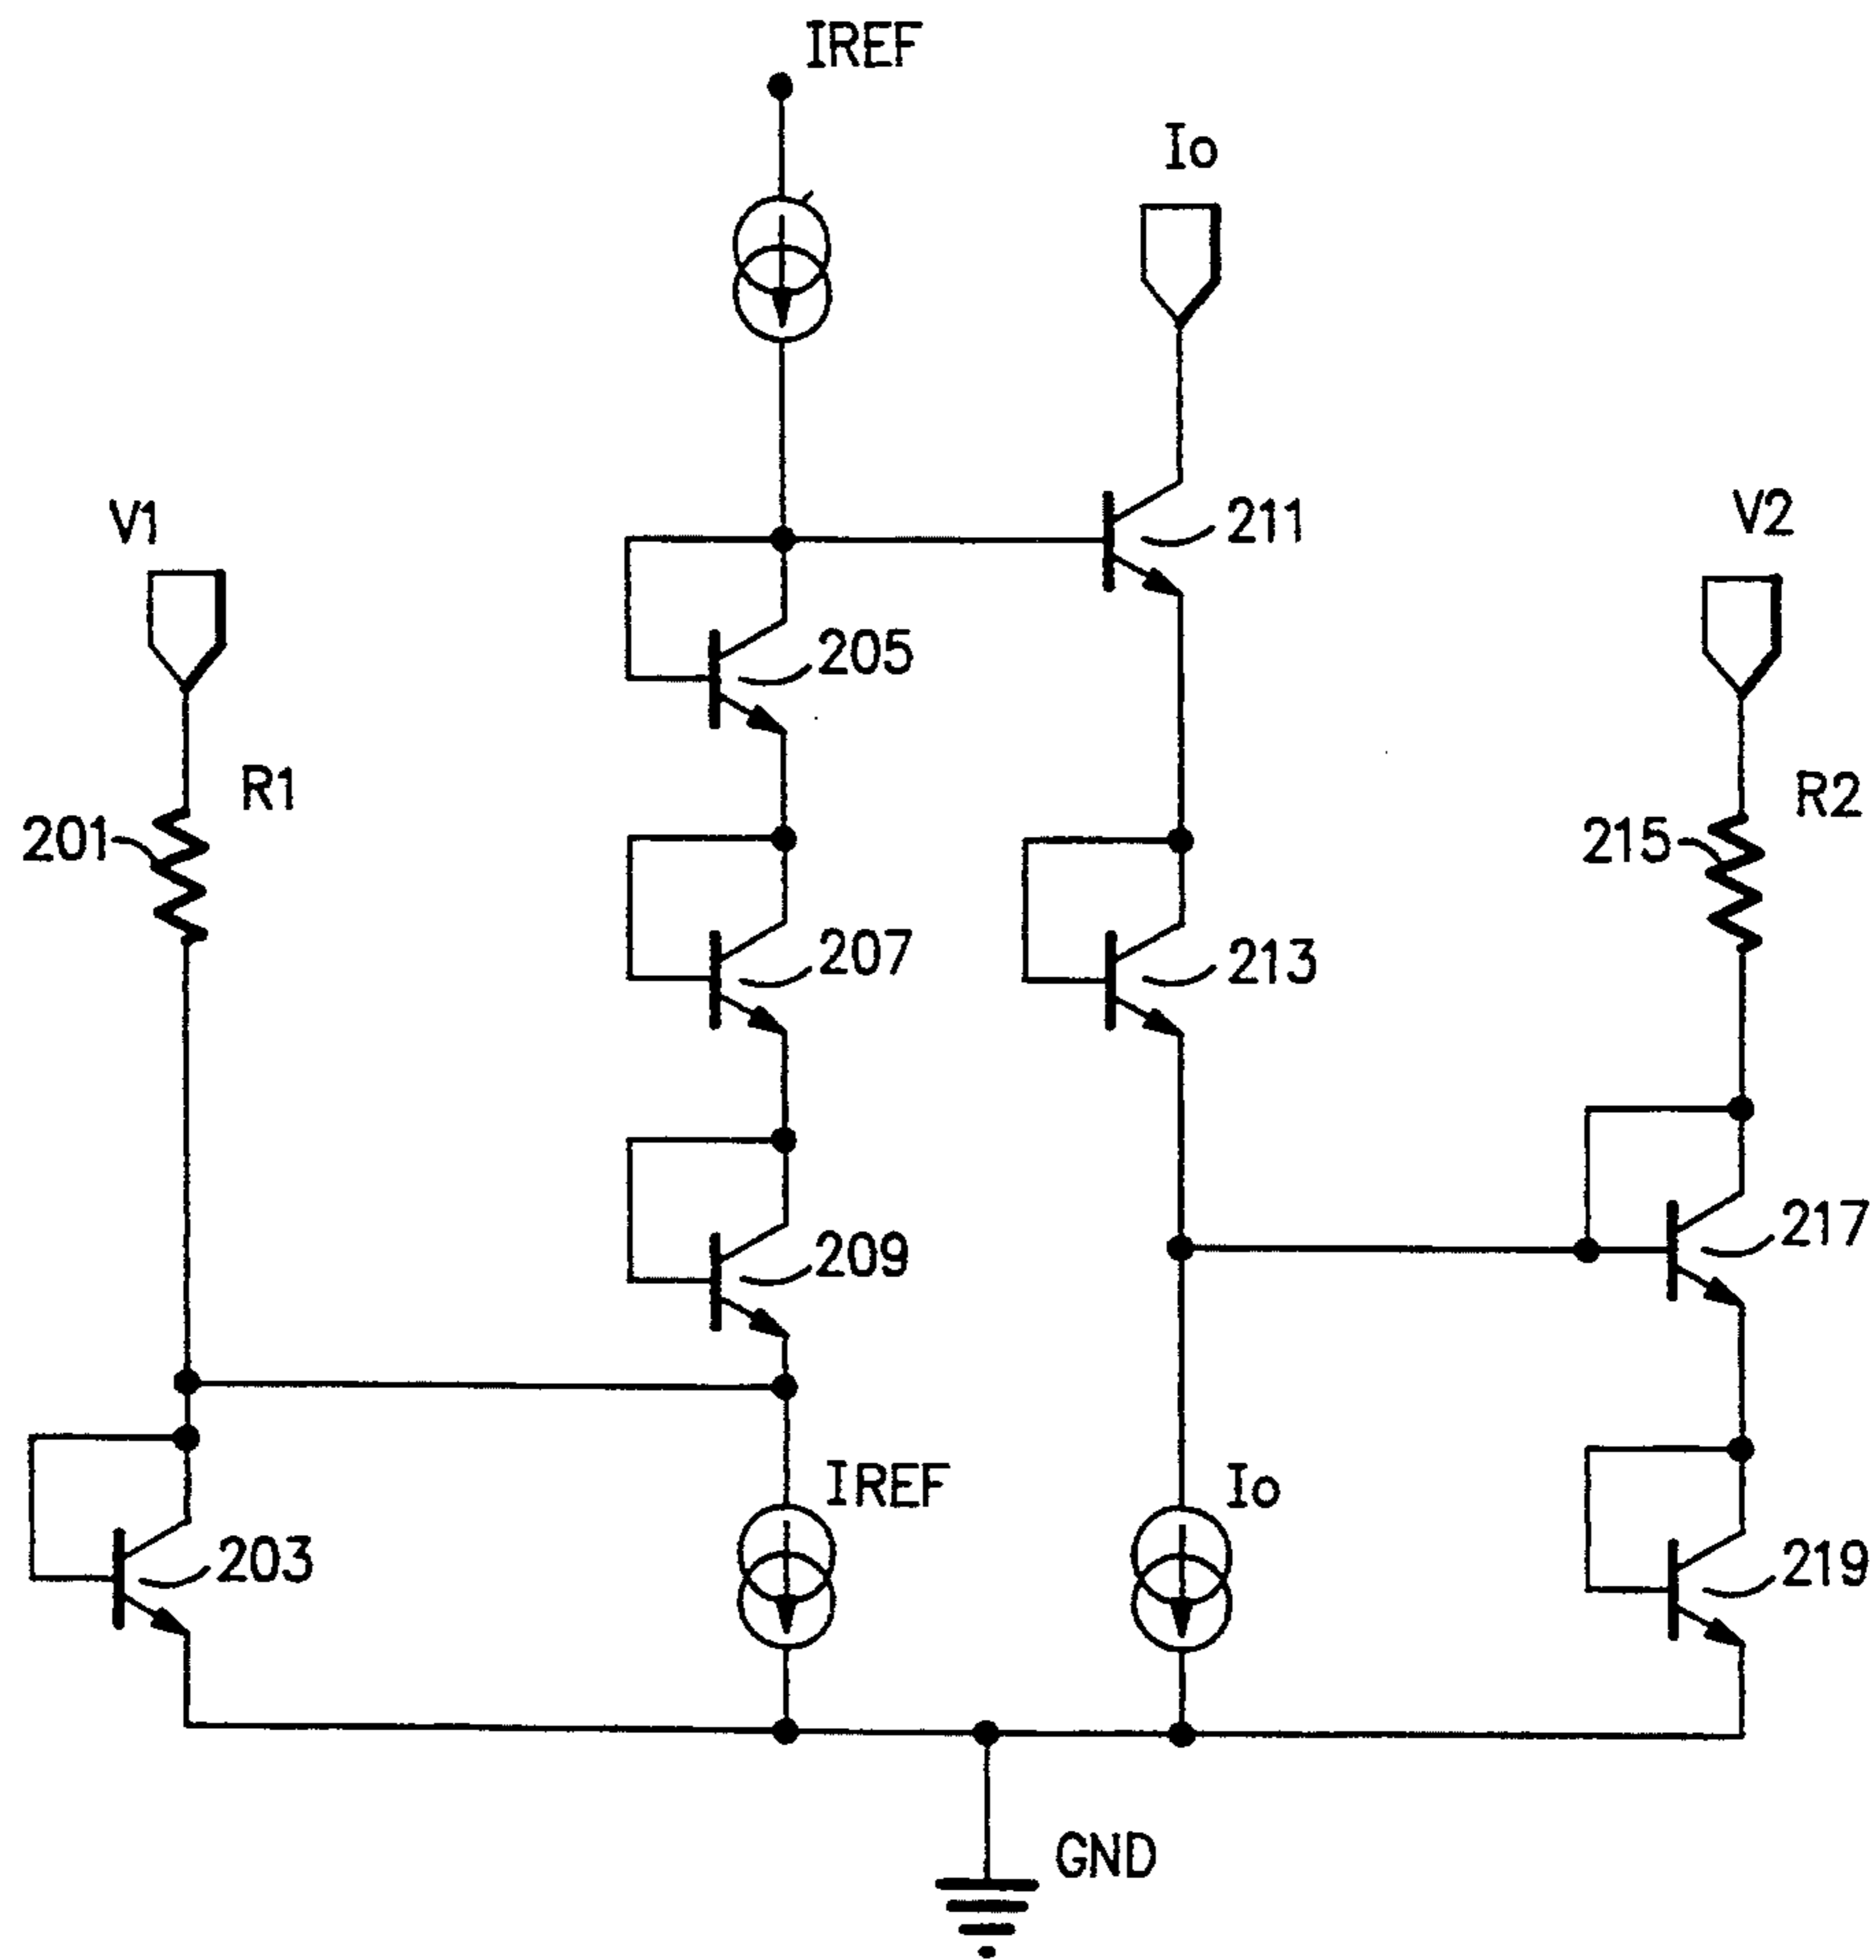 IREF
Io
V1
211
V2
205
R1
R2
201
215
207
213
217
209
IREF
Io
203
219
GND